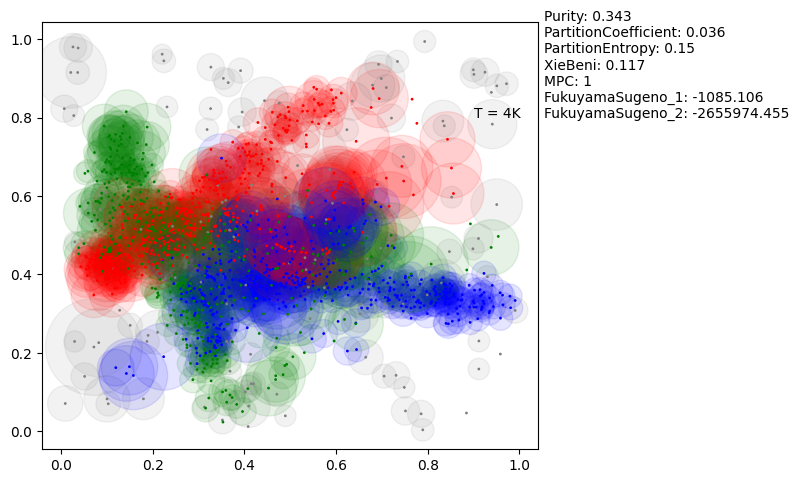 Purity: 0.343
PartitionCoefficient: 0.036
PartitionEntropy: 0.15
XieBeni: 0.117
MPC: 1
FukuyamaSugeno_1: -1085.106
FukuyamaSugeno_2: -2655974.455
T = 4K
1.0
0.8
0.6
0.4
0.2
0.0
0.0 0.2 0.4 0.6 0.8 1.0